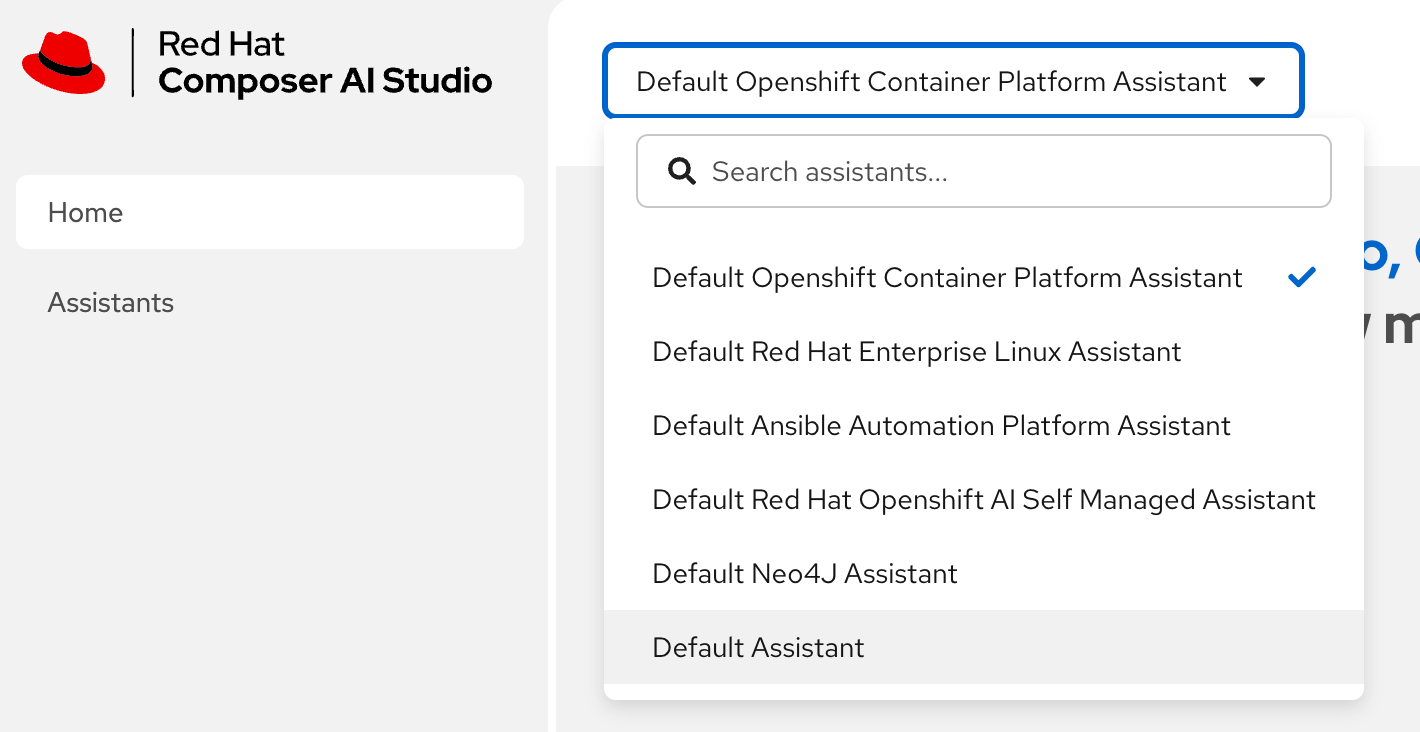 Red Hat
Composer AI Studio
Home
Assistants
Default Openshift Container Platform Assistant
Search assistants...
Default Openshift Container Platform Assistant
Default Red Hat Enterprise Linux Assistant
Default Ansible Automation Platform Assistant
Default Red Hat Openshift AI Self Managed Assistant
Default Neo4J Assistant
Default Assistant